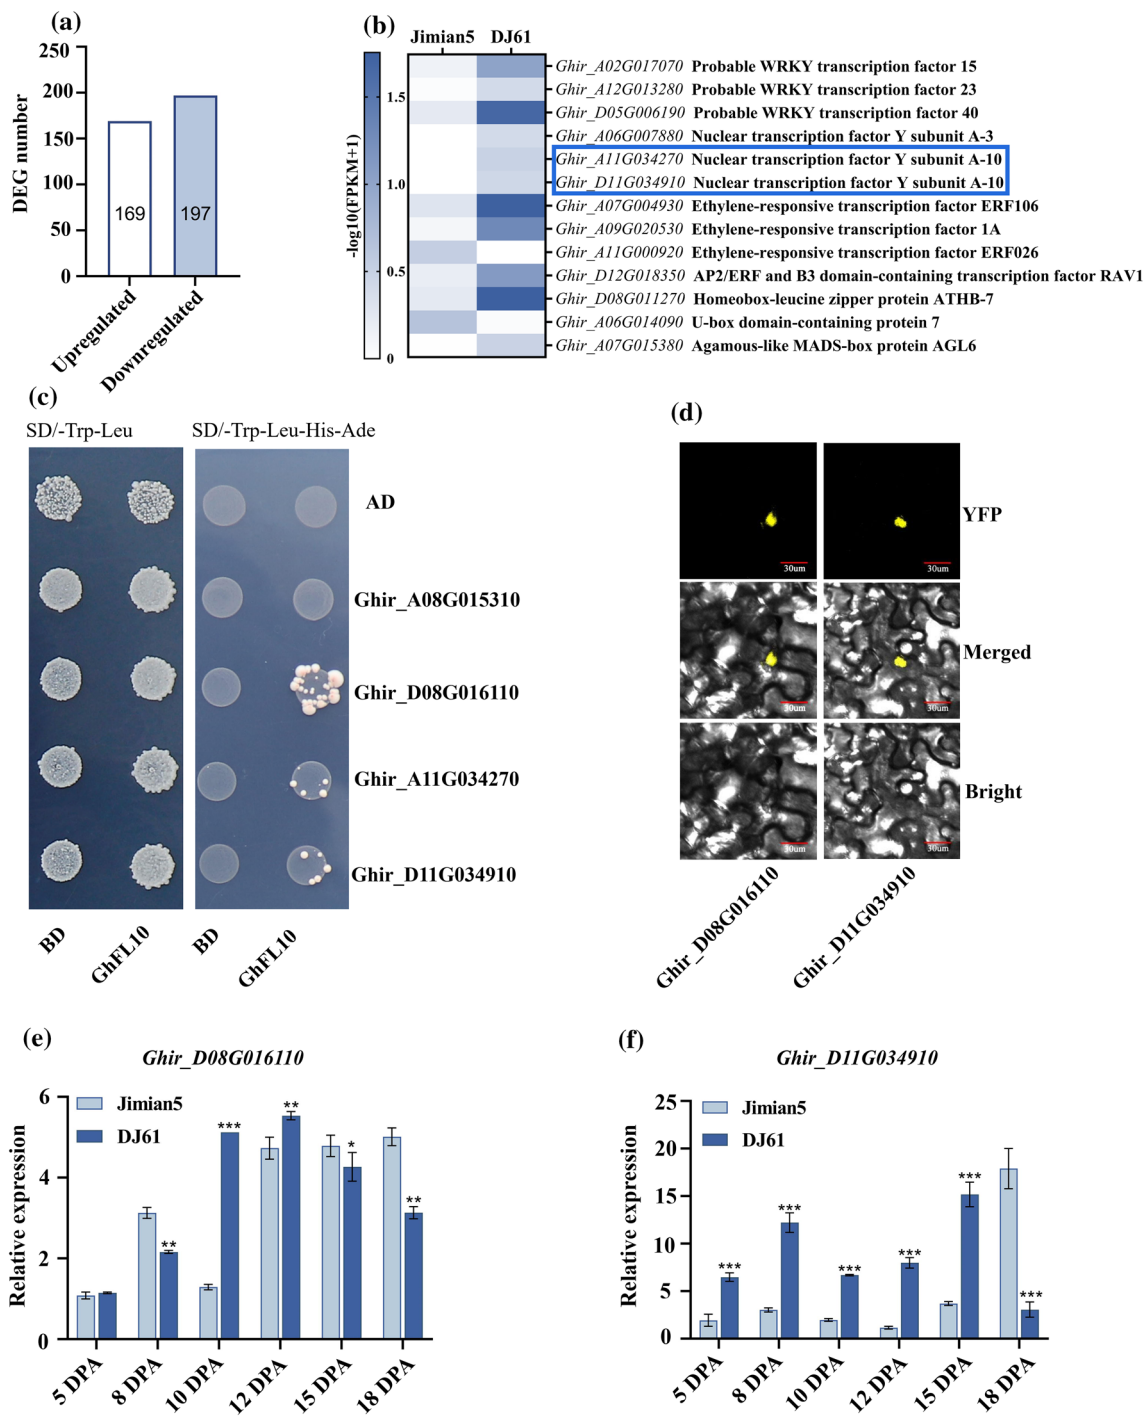 (a)
250
200
150
100
50
0
DEG number
169
197
Upregulated
Downregulated
(b)
Jimian5 DJ61
1.5
1.0
0.5
0
-log10(FPKM+1)
Ghir_A02G017070 Probable WRKY transcription factor 15
Ghir_A12G013280 Probable WRKY transcription factor 23
Ghir_D05G006190 Probable WRKY transcription factor 40
Ghir_A06G007880 Nuclear transcription factor Y subunit A-3
Ghir_A11G034270 Nuclear transcription factor Y subunit A-10
Ghir_D11G034910 Nuclear transcription factor Y subunit A-10
Ghir_A07G004930 Ethylene-responsive transcription factor ERF106
Ghir_A09G020530 Ethylene-responsive transcription factor 1A
Ghir_A11G000920 Ethylene-responsive transcription factor ERF026
Ghir_D12G018350 AP2/ERF and B3 domain-containing transcription factor RAV1
Ghir_D08G011270 Homeobox-leucine zipper protein ATHB-7
Ghir_A06G014090 U-box domain-containing protein 7
Ghir_A07G015380 Agamous-like MADS-box protein AGL6
(c)
SD/-Trp-Leu
SD/-Trp-Leu-His-Ade
AD
Ghir_A08G015310
Ghir_D08G016110
Ghir_A11G034270
Ghir_D11G034910
BD
GhFL10
BD
GhFL10
(d)
30um
30um
YFP
30um
30um
Merged
30um
30um
Bright
Ghir_D08G016110
Ghir_D11G034910
(e)
Ghir_D08G016110
Jimian5
DJ61
6
4
2
0
Relative expression
**
***
**
*
**
5 DPA
8 DPA
10 DPA
12 DPA
15 DPA
18 DPA
(f)
Ghir_D11G034910
Jimian5
DJ61
25
20
15
10
5
0
Relative expression
***
***
***
***
***
***
5 DPA
8 DPA
10 DPA
12 DPA
15 DPA
18 DPA